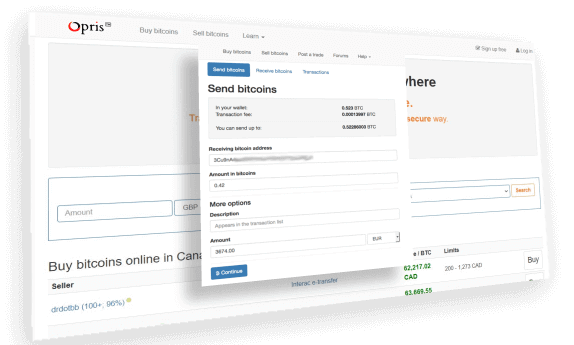 Opris
Buy bitcoins Sell bitcoins Learn
Sign up free Log in
Buy bitcoins Sell bitcoins Post a trade Forums Help
Send bitcoins Receive bitcoins Transactions
Send bitcoins
In your wallet: 0.523 BTC
Transaction fee: 0.00013997 BTC
You can send up to: 0.52286003 BTC
here
e.
Tr
secure way.
Receiving bitcoin address
Amount in bitcoins
0.42
Amount GBP
Search
More options
Description
Appears in the transaction list
Amount
3674.00 EUR
Continue
Buy bitcoins online in Cana
Seller e / BTC Limits
Interac e-transfer 62,217.02 CAD 200 - 1,273 CAD Buy
drdotbb (100+; 96%)
63,669.55